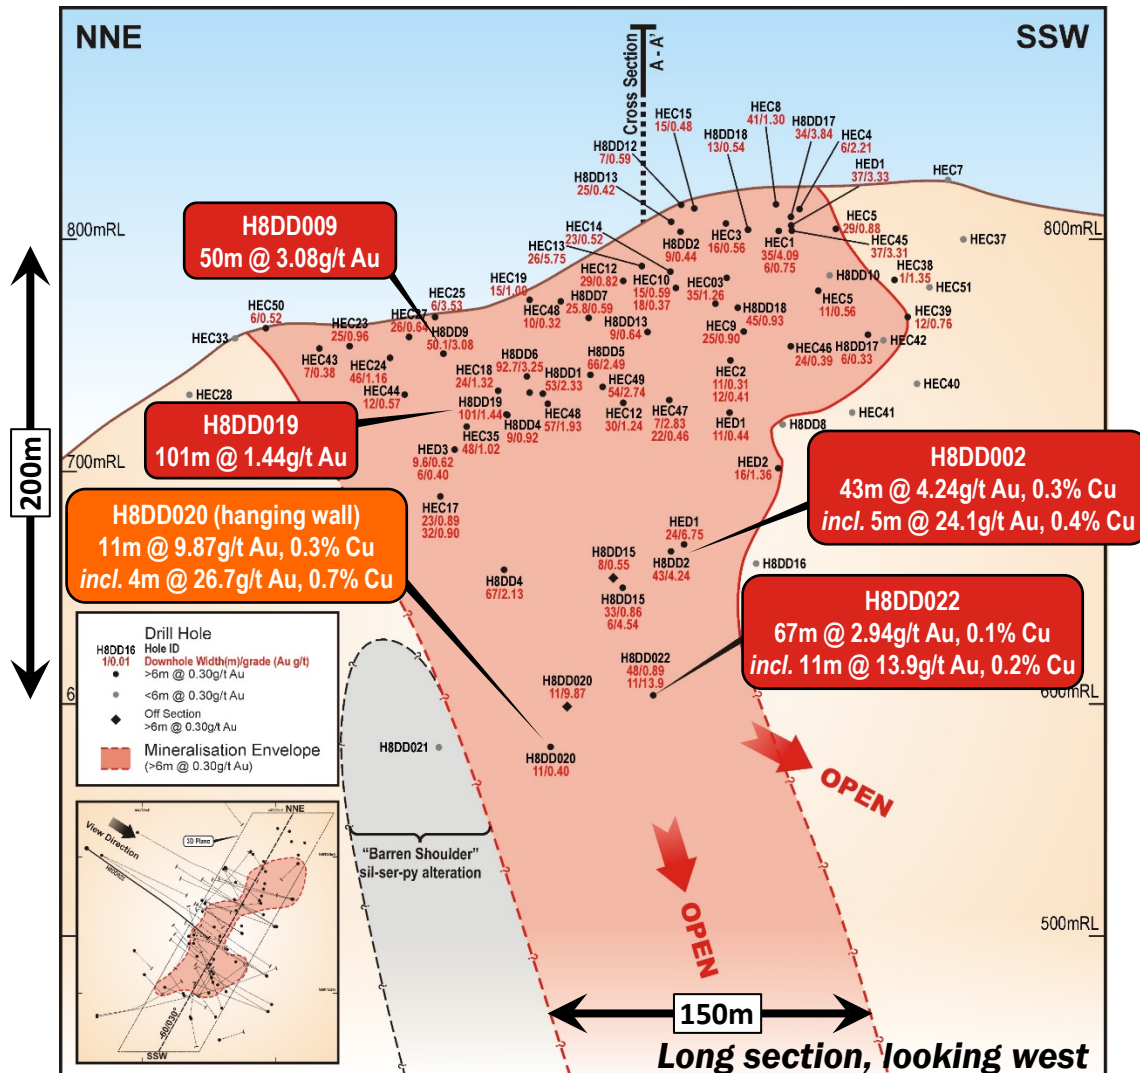 NNE
SSW
Cross Section
A - A'
HEC15
15/0.48
HEC8
41/1.30
H8DD17
34/3.84
HEC4
6/2.21
H8DD18
13/0.54
H8DD12
7/0.59
HED1
37/3.33
HEC7
H8DD13
25/0.42
HEC5
29/0.88
HEC14
23/0.52
HEC13
26/5.75
H8DD2
9/0.44
HEC3
16/0.56
HEC1
35/4.09
6/0.75
HEC45
37/3.31
HEC37
800mRL
800mRL
H8DD009
50m @ 3.08g/t Au
HEC12
29/0.82
HEC10
15/0.59
18/0.37
HEC03
35/1.26
H8DD10
HEC38
1/1.35
HEC51
HEC19
15/1.08
HEC25
6/3.53
HEC50
6/0.52
HEC27
26/0.64
HEC48
10/0.32
H8DD7
25.8/0.59
H8DD13
9/0.64
H8DD18
45/0.93
HEC5
11/0.56
HEC39
12/0.76
HEC33
HEC23
25/0.96
H8DD9
50.1/3.08
HEC9
25/0.90
HEC46
24/0.39
H8DD17
6/0.33
HEC42
HEC43
7/0.38
HEC24
46/1.16
H8DD6
92.7/3.25
H8DD5
66/2.49
HEC18
24/1.32
H8DD1
53/2.33
HEC49
54/2.74
HEC2
11/0.31
12/0.41
HEC28
HEC44
12/0.57
HEC40
H8DD19
101/1.44
H8DD4
9/0.92
HEC48
57/1.93
HEC12
30/1.24
HEC47
7/2.83
22/0.46
HED1
11/0.44
HEC41
H8DD8
H8DD019
101m @ 1.44g/t Au
HEC35
48/1.02
HED3
9.6/0.62
6/0.40
HED2
16/1.36
700mRL
200m
H8DD002
43m @ 4.24g/t Au, 0.3% Cu
incl. 5m @ 24.1g/t Au, 0.4% Cu
H8DD020 (hanging wall)
11m @ 9.87g/t Au, 0.3% Cu
incl. 4m @ 26.7g/t Au, 0.7% Cu
HEC17
23/0.89
32/0.90
HED1
24/6.75
H8DD2
43/4.24
H8DD15
8/0.55
H8DD16
H8DD4
67/2.13
H8DD15
33/0.86
6/4.54
H8DD022
67m @ 2.94g/t Au, 0.1% Cu
incl. 11m @ 13.9g/t Au, 0.2% Cu
H8DD022
48/0.89
11/13.9
600mRL
H8DD020
11/9.87
H8DD021
H8DD020
11/0.40
Drill Hole
H8DD16 Hole ID
1/0.01 Downhole Width(m)/grade (Au g/t)
>6m @ 0.30g/t Au
<6m @ 0.30g/t Au
Off Section
>6m @ 0.30g/t Au
Mineralisation Envelope
(>6m @ 0.30g/t Au)
OPEN
OPEN
"Barren Shoulder"
sil-ser-py alteration
500mRL
150m
Long section, looking west
NNE
3D Plane
View Direction
60/030°
SSW